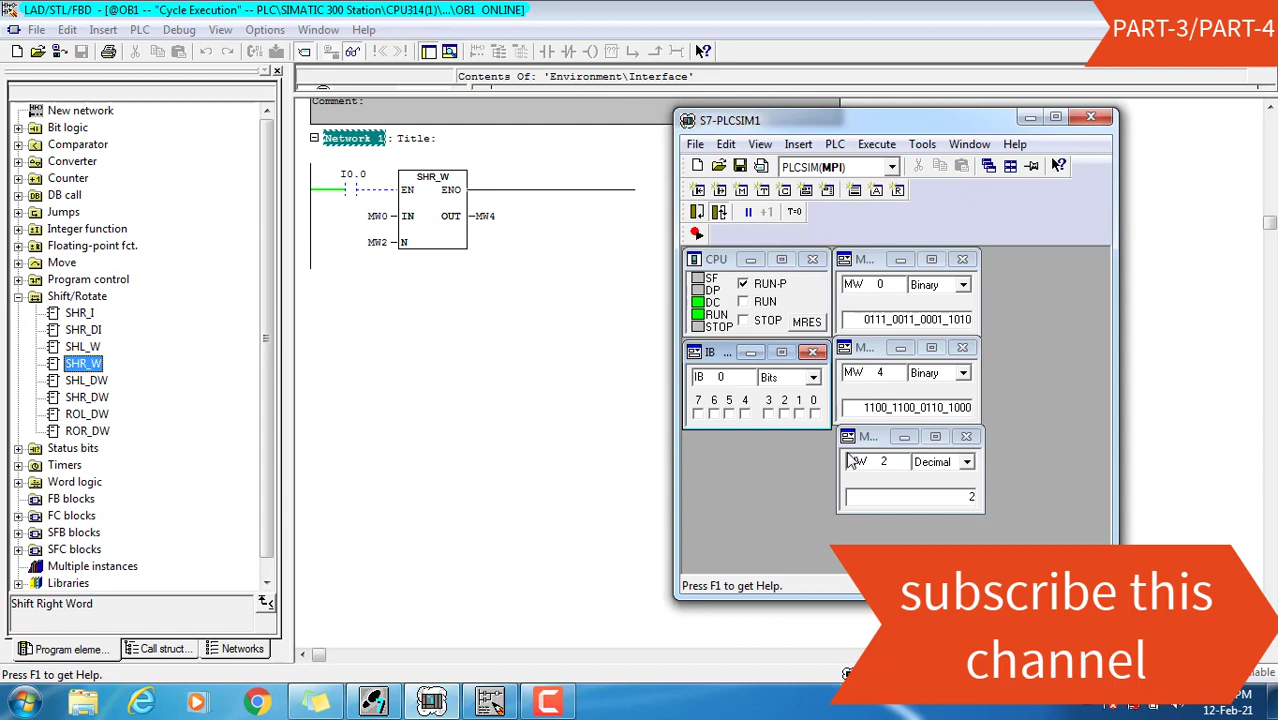 LAD/STL/FBD - [@OB1 -- "Cycle Execution" -- PLC\SIMATIC 300 Station\CPU314(1)\...\OB1 ONLINE]
PART-3/PART-4
File Edit Insert PLC Debug View Options Window Help
Contents Of: 'Environment\Interface'
New network
Bit logic
Comparator
Converter
Counter
DB call
Jumps
Integer function
Floating-point fct.
Move
Program control
Shift/Rotate
SHR_I
SHR_DI
SHL_W
SHR_W
SHL_DW
SHR_DW
ROL_DW
ROR_DW
Status bits
Timers
Word logic
FB blocks
FC blocks
SFB blocks
SFC blocks
Multiple instances
Libraries
Shift Right Word
Program eleme... Call struct... Networks
Press F1 to get Help.
Comment:
Network 1: Title:
I0.0
SHR_W
EN ENO
MW0 IN OUT MW4
MW2 N
S7-PLCSIM1
File Edit View Insert PLC Execute Tools Window Help
PLCSIM(MPI)
+1 T=0
CPU
SF
DP
DC
RUN
STOP
RUN-P
RUN
STOP
MRES
M...
MW 0 Binary
0111_0011_0001_1010
IB ...
IB 0 Bits
7 6 5 4 3 2 1 0
M...
MW 4 Binary
1100_1100_0110_1000
M...
MW 2 Decimal
2
Press F1 to get Help.
subscribe this
channel
12-Feb-21